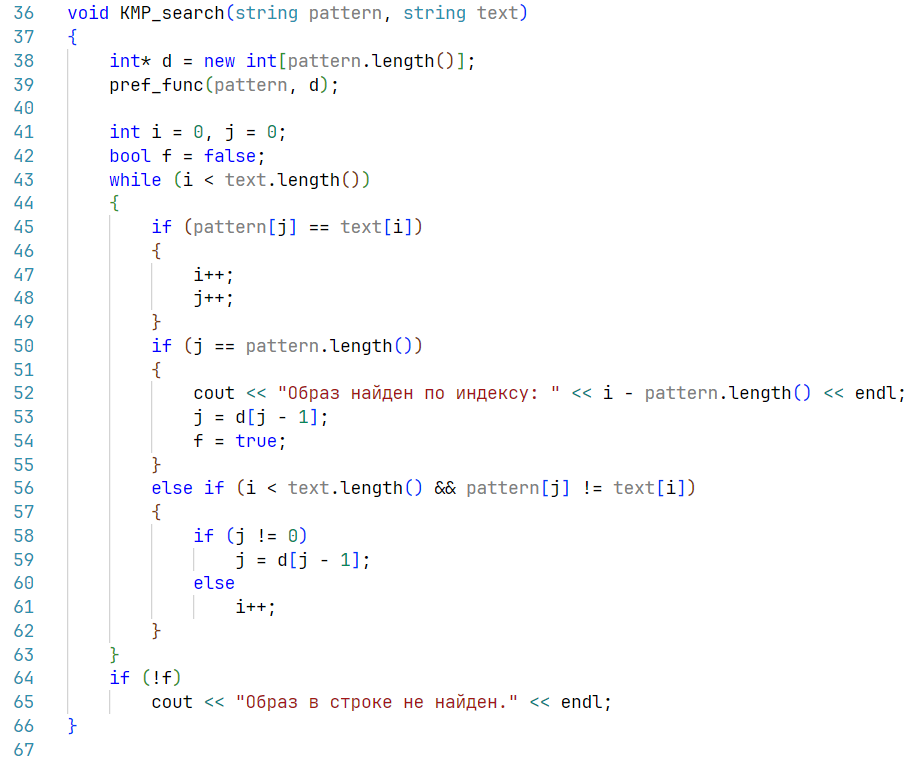 36 void KMP_search(string pattern, string text)
37 {
38     int* d = new int[pattern.length()];
39     pref_func(pattern, d);
40
41     int i = 0, j = 0;
42     bool f = false;
43     while (i < text.length())
44     {
45         if (pattern[j] == text[i])
46         {
47             i++;
48             j++;
49         }
50         if (j == pattern.length())
51         {
52             cout << "Образ найден по индексу: " << i - pattern.length() << endl;
53             j = d[j - 1];
54             f = true;
55         }
56         else if (i < text.length() && pattern[j] != text[i])
57         {
58             if (j != 0)
59                 j = d[j - 1];
60             else
61                 i++;
62         }
63     }
64     if (!f)
65         cout << "Образ в строке не найден." << endl;
66 }
67